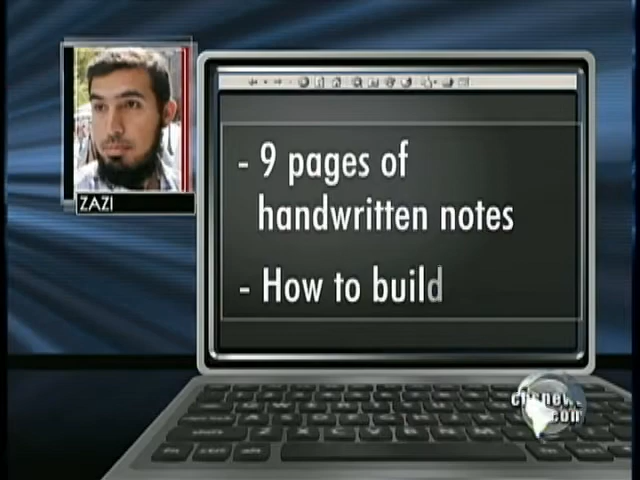 ZAZI
- 9 pages of
handwritten notes
- How to build
cbsnews
.com